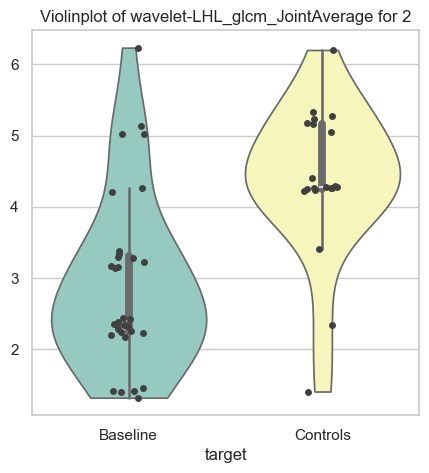 Violinplot of wavelet-LHL_glcm_JointAverage for 2
6
5
4
3
2
Baseline Controls
target